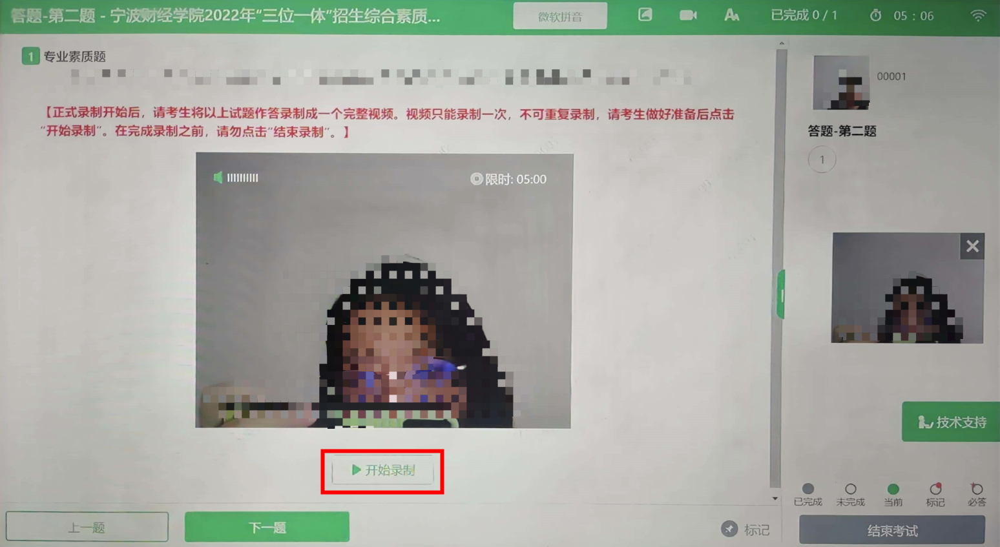 答题-第二题 - 宁波财经学院2022年“三位一体”招生综合素质...
微软拼音
已完成 0 / 1
05 : 06
1 专业素质题
【正式录制开始后，请考生将以上试题作答录制成一个完整视频。视频只能录制一次，不可重复录制，请考生做好准备后点击
“开始录制”。在完成录制之前，请勿点击“结束录制”。】
限时: 05:00
开始录制
上一题
下一题
标记
00001
答题-第二题
1
技术支持
已完成
未完成
当前
标记
必答
结束考试